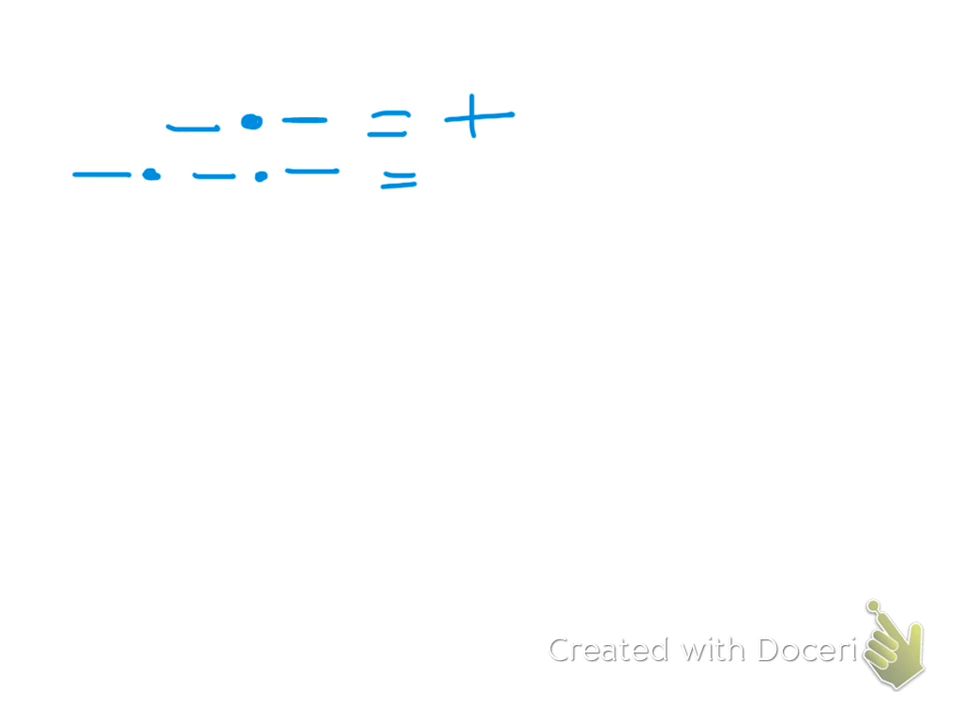 − • − = +
− • − • − =
Created with Doceri